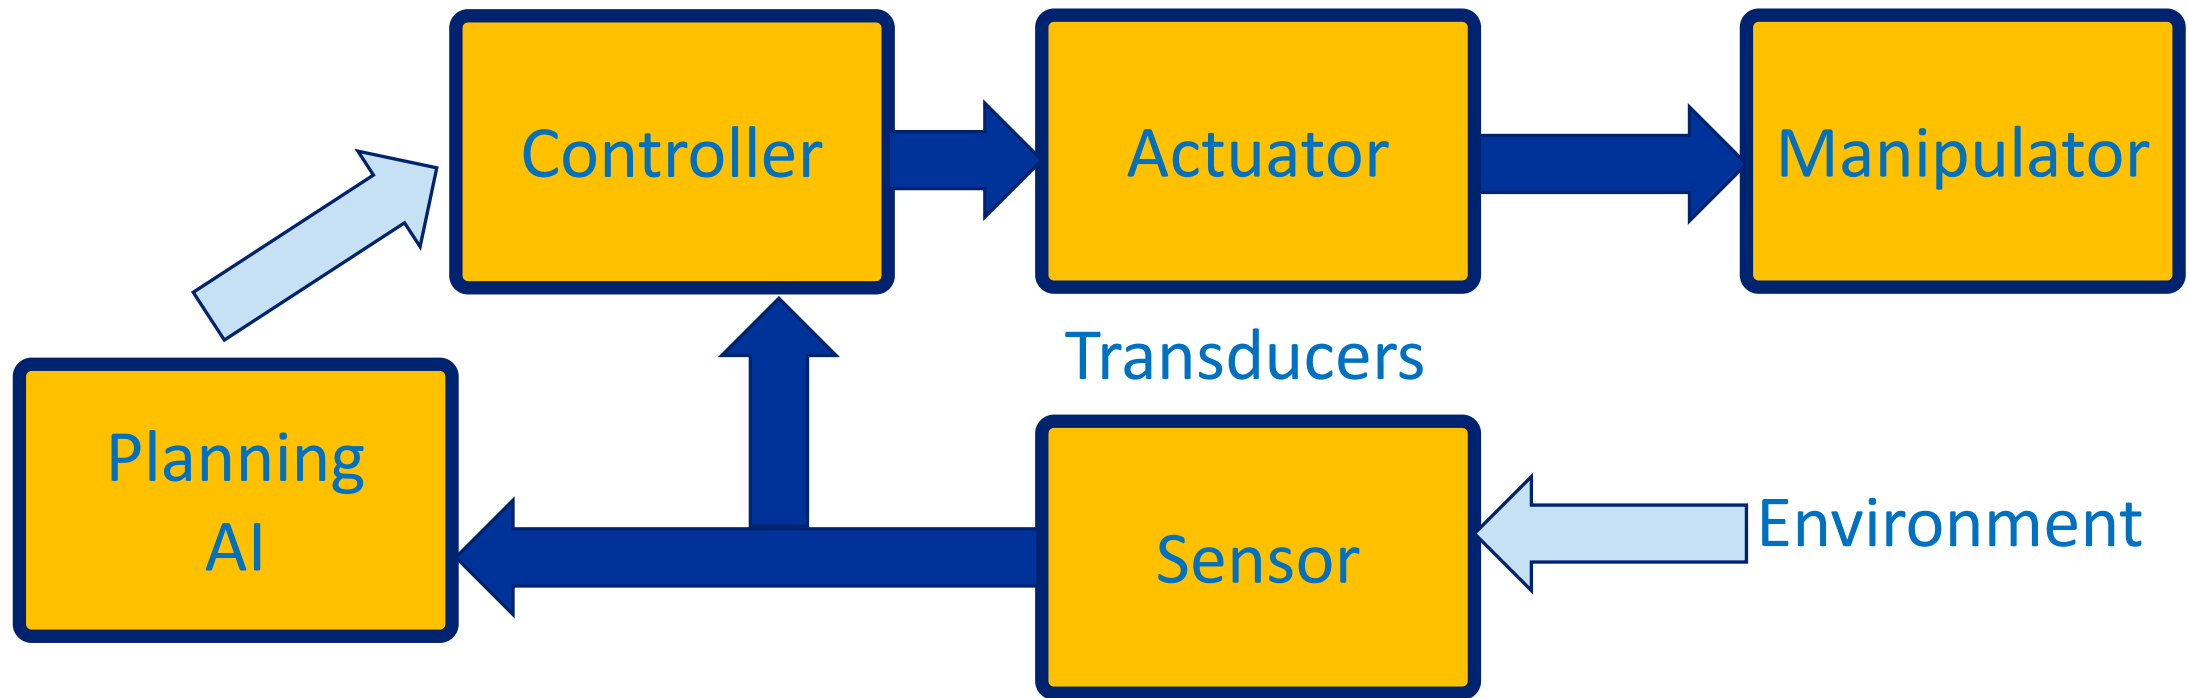 Controller
Actuator
Manipulator
Transducers
Planning
AI
Sensor
Environment